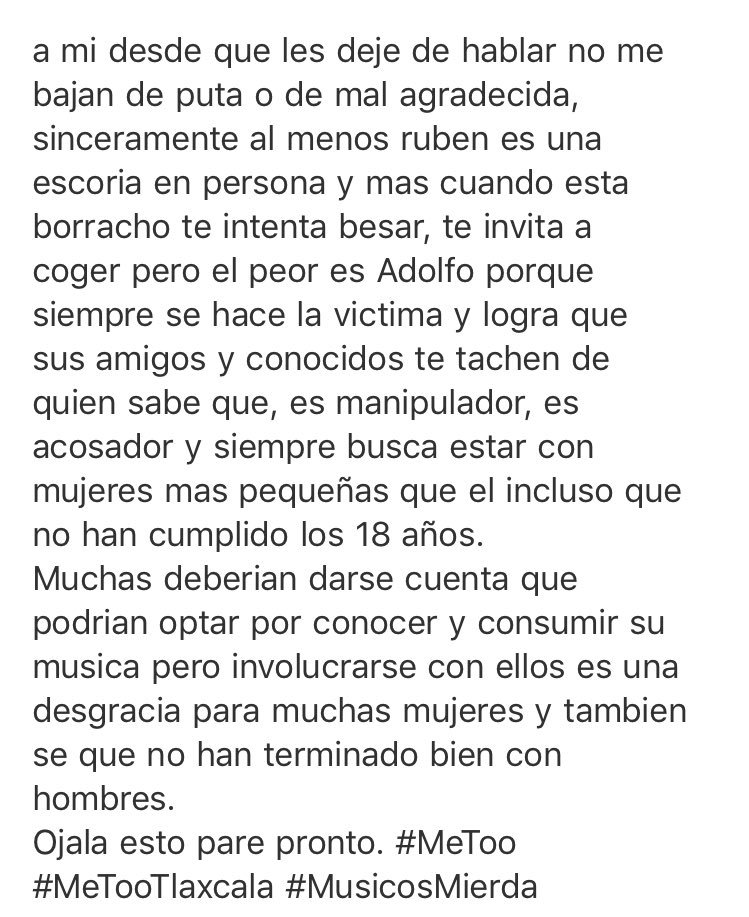 a mi desde que les deje de hablar no me
bajan de puta o de mal agradecida,
sinceramente al menos ruben es una
escoria en persona y mas cuando esta
borracho te intenta besar, te invita a
coger pero el peor es Adolfo porque
siempre se hace la victima y logra que
sus amigos y conocidos te tachen de
quien sabe que, es manipulador, es
acosador y siempre busca estar con
mujeres mas pequeñas que el incluso que
no han cumplido los 18 años.
Muchas deberian darse cuenta que
podrian optar por conocer y consumir su
musica pero involucrarse con ellos es una
desgracia para muchas mujeres y tambien
se que no han terminado bien con
hombres.
Ojala esto pare pronto. #MeToo
#MeTooTlaxcala #MusicosMierda